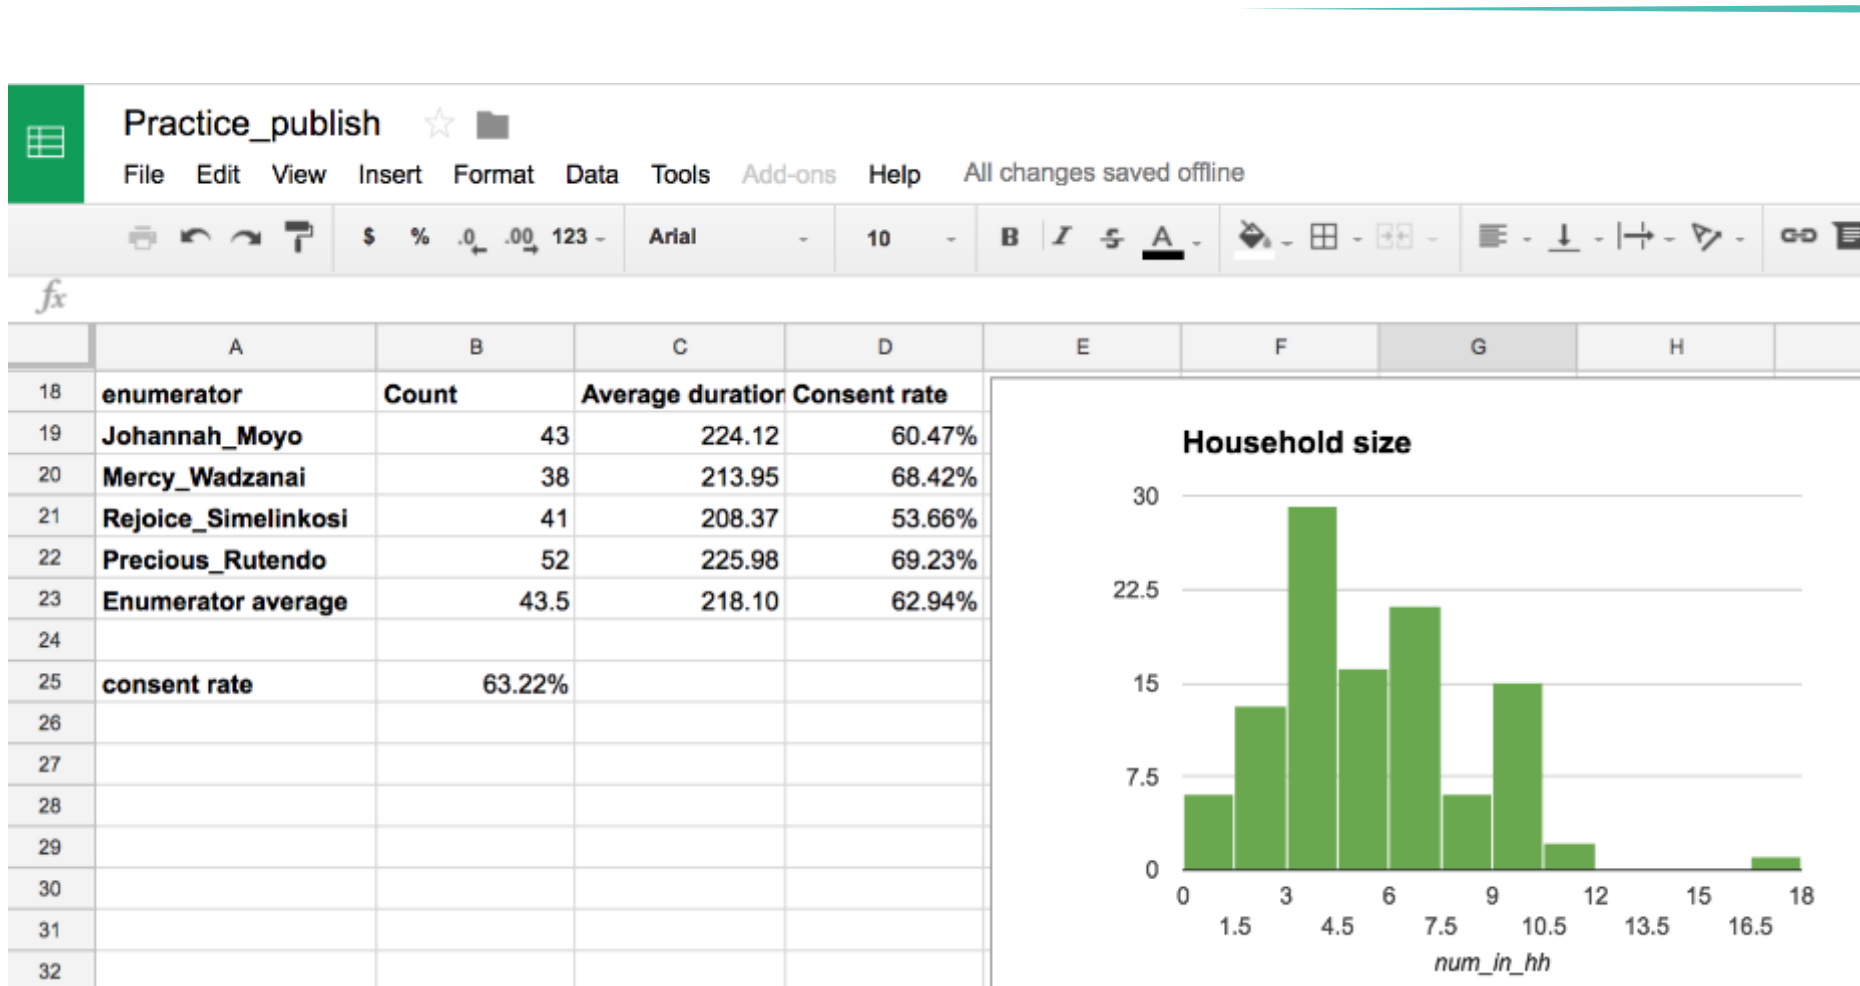 Practice_publish
File Edit View Insert Format Data Tools Add-ons Help All changes saved offline
$ % .0 .00 123 Arial 10 B I S A
fx
A B C D E F G H
18 enumerator Count Average duration Consent rate
19 Johannah_Moyo 43 224.12 60.47%
20 Mercy_Wadzanai 38 213.95 68.42%
21 Rejoice_Simelinkosi 41 208.37 53.66%
22 Precious_Rutendo 52 225.98 69.23%
23 Enumerator average 43.5 218.10 62.94%
24
25 consent rate 63.22%
26
27
28
29
30
31
32
Household size
30
22.5
15
7.5
0
0 3 6 9 12 15 18
1.5 4.5 7.5 10.5 13.5 16.5
num_in_hh